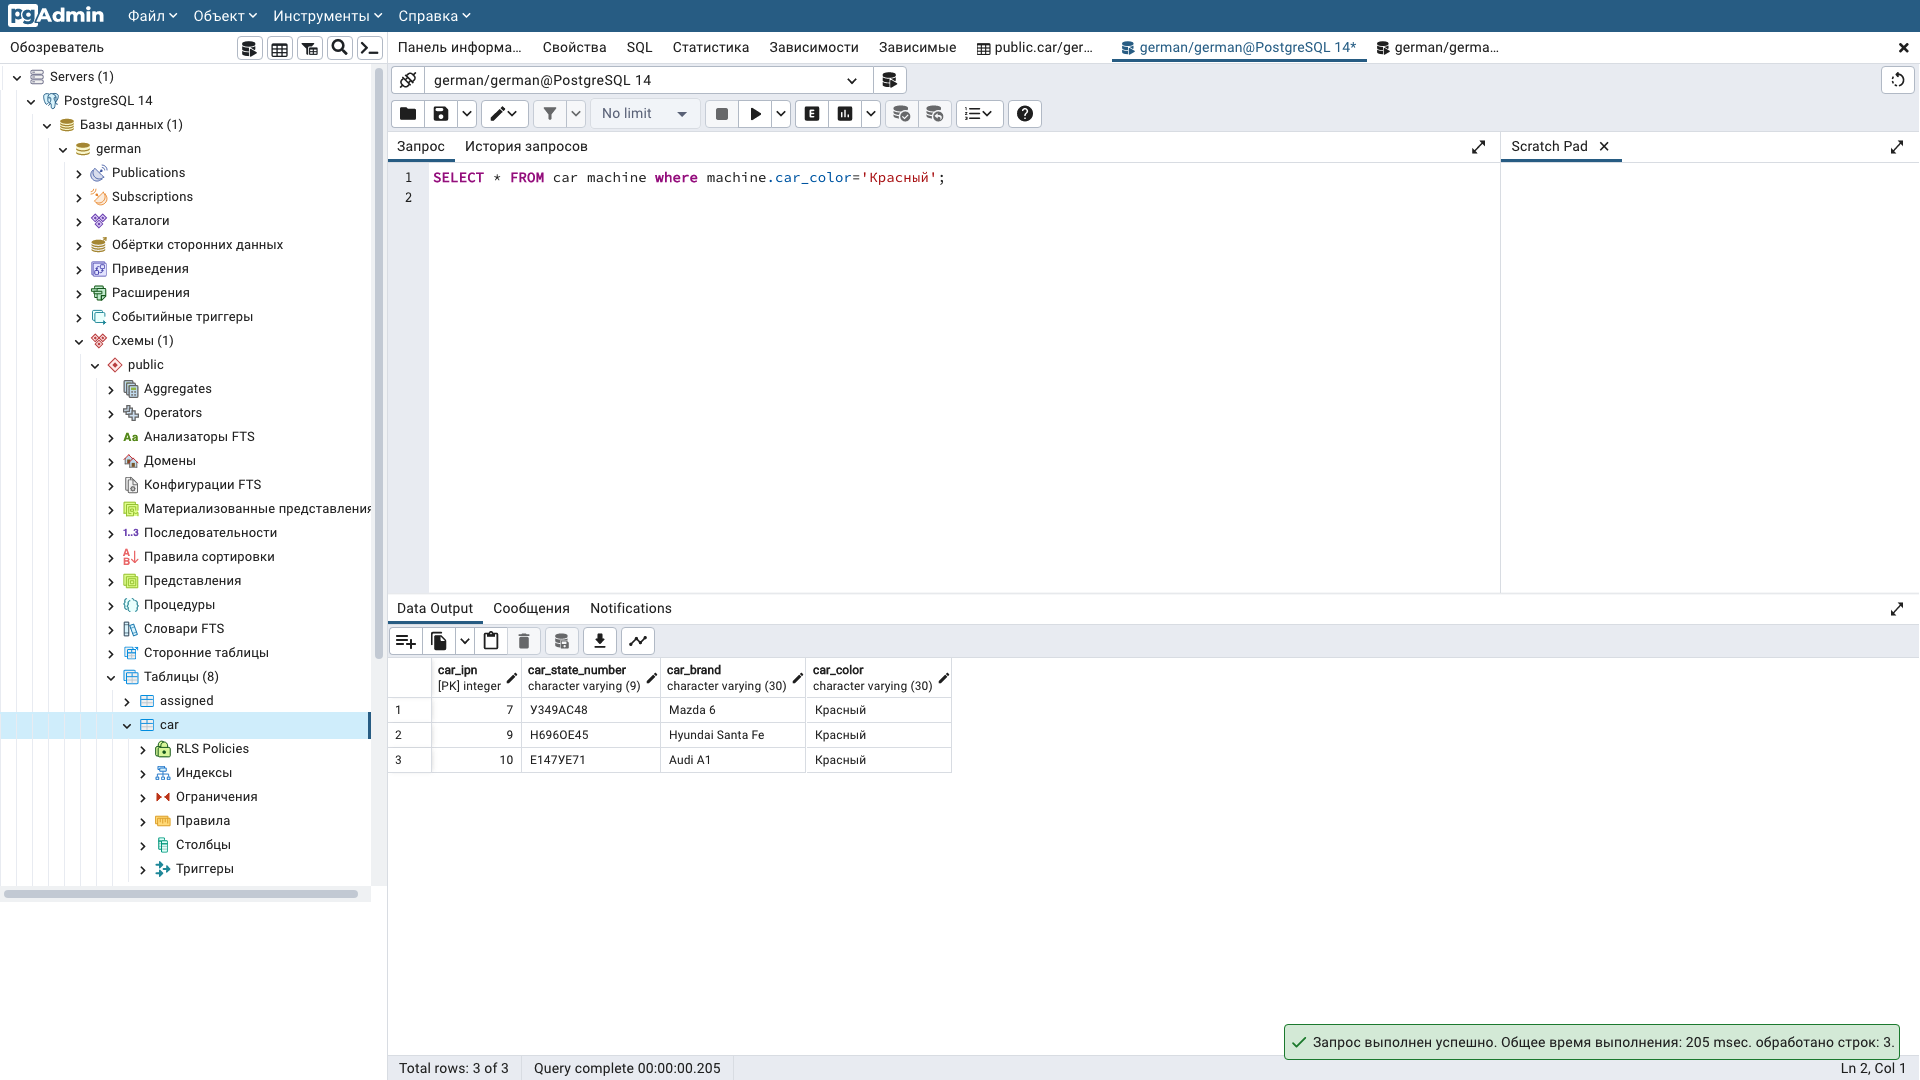 pgAdmin Файл Объект Инструменты Справка
Обозреватель
Панель информа... Свойства SQL Статистика Зависимости Зависимые public.car/ger... german/german@PostgreSQL 14* german/germa...
Servers (1)
PostgreSQL 14
Базы данных (1)
german
Publications
Subscriptions
Каталоги
Обёртки сторонних данных
Приведения
Расширения
Событийные триггеры
Схемы (1)
public
Aggregates
Operators
Aa Анализаторы FTS
Домены
Конфигурации FTS
Материализованные представления
1..3 Последовательности
Правила сортировки
Представления
Процедуры
Словари FTS
Сторонние таблицы
Таблицы (8)
assigned
car
RLS Policies
Индексы
Ограничения
Правила
Столбцы
Триггеры
german/german@PostgreSQL 14
No limit E
Запрос История запросов
Scratch Pad
1 SELECT * FROM car machine where machine.car_color='Красный';
2
Data Output Сообщения Notifications
car_ipn car_state_number car_brand car_color
[PK] integer character varying (9) character varying (30) character varying (30)
1 7 У349АС48 Mazda 6 Красный
2 9 Н696ОЕ45 Hyundai Santa Fe Красный
3 10 Е147УЕ71 Audi A1 Красный
Запрос выполнен успешно. Общее время выполнения: 205 msec. обработано строк: 3.
Total rows: 3 of 3 Query complete 00:00:00.205 Ln 2, Col 1